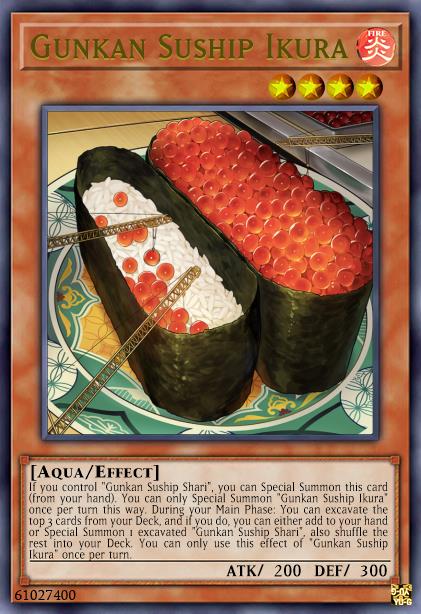 GUNKAN SUSHIP IKURA
FIRE
炎
[AQUA/EFFECT]
If you control "Gunkan Suship Shari", you can Special Summon this card
(from your hand). You can only Special Summon "Gunkan Suship Ikura"
once per turn this way. During your Main Phase: You can excavate the
top 3 cards from your Deck, and if you do, you can either add to your hand
or Special Summon 1 excavated "Gunkan Suship Shari", also shuffle the
rest into your Deck. You can only use this effect of "Gunkan Suship
Ikura" once per turn.
ATK/ 200 DEF/ 300
61027400